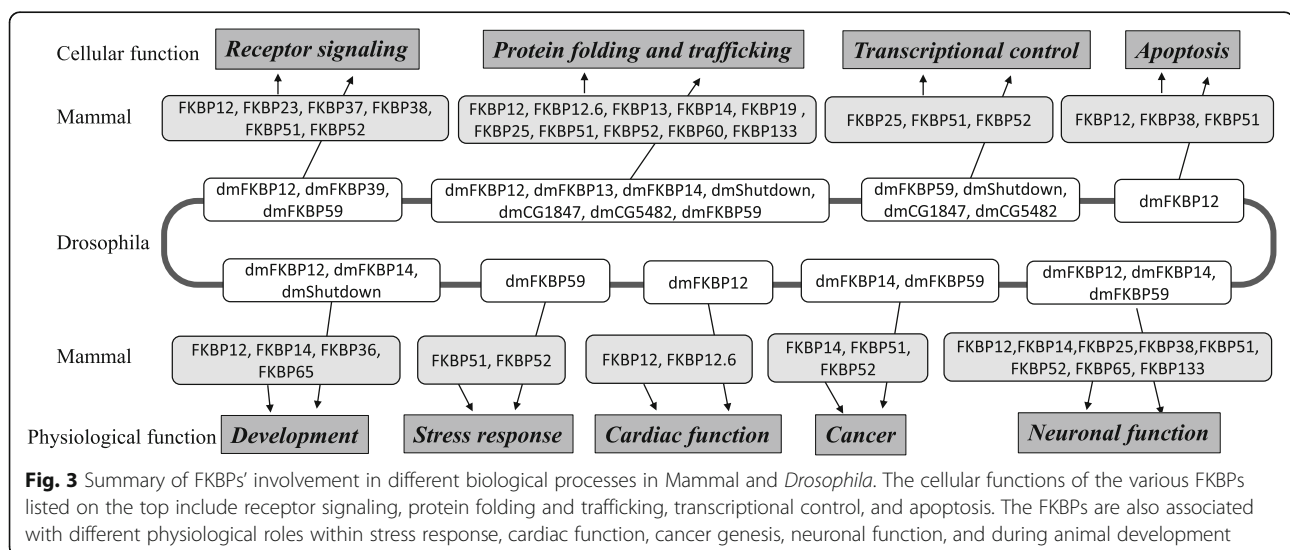 Cellular function
Receptor signaling
Protein folding and trafficking
Transcriptional control
Apoptosis
Mammal
FKBP12, FKBP23, FKBP37, FKBP38,
FKBP51, FKBP52
FKBP12, FKBP12.6, FKBP13, FKBP14, FKBP19 ,
FKBP25, FKBP51, FKBP52, FKBP60, FKBP133
FKBP25, FKBP51, FKBP52
FKBP12, FKBP38, FKBP51
Drosophila
dmFKBP12, dmFKBP39,
dmFKBP59
dmFKBP12, dmFKBP13, dmFKBP14, dmShutdown,
dmCG1847, dmCG5482, dmFKBP59
dmFKBP59, dmShutdown,
dmCG1847, dmCG5482
dmFKBP12
dmFKBP12, dmFKBP14,
dmShutdown
dmFKBP59
dmFKBP12
dmFKBP14, dmFKBP59
dmFKBP12, dmFKBP14,
dmFKBP59
Mammal
FKBP12, FKBP14, FKBP36,
FKBP65
FKBP51, FKBP52
FKBP12, FKBP12.6
FKBP14, FKBP51,
FKBP52
FKBP12,FKBP14,FKBP25,FKBP38,FKBP51,
FKBP52, FKBP65, FKBP133
Physiological function
Development
Stress response
Cardiac function
Cancer
Neuronal function
Fig. 3 Summary of FKBPs' involvement in different biological processes in Mammal and Drosophila. The cellular functions of the various FKBPs
listed on the top include receptor signaling, protein folding and trafficking, transcriptional control, and apoptosis. The FKBPs are also associated
with different physiological roles within stress response, cardiac function, cancer genesis, neuronal function, and during animal development